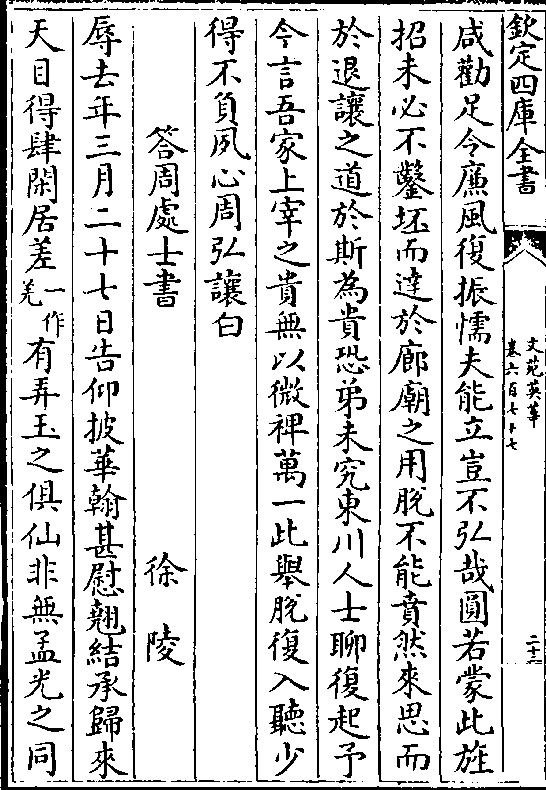 欽定四庫全書
文苑英華
卷六百七十七
二十二
咸勸足令廉風復振懦夫能立豈不弘哉圓若蒙此旌
招未必不鑿坯而達於廊廟之用脫不能賁然來思而
於退讓之道於斯為貴恐弟未究東川人士聊復起予
今言吾家上宰之貴無以微裨萬一此舉脫復入聽少
得不負夙心周弘讓白
答周處士書 徐陵
辱去年三月二十七日告仰披華翰甚慰翹結承歸來
天目得肆閑居差一作羌有弄玉之俱仙非無孟光之同